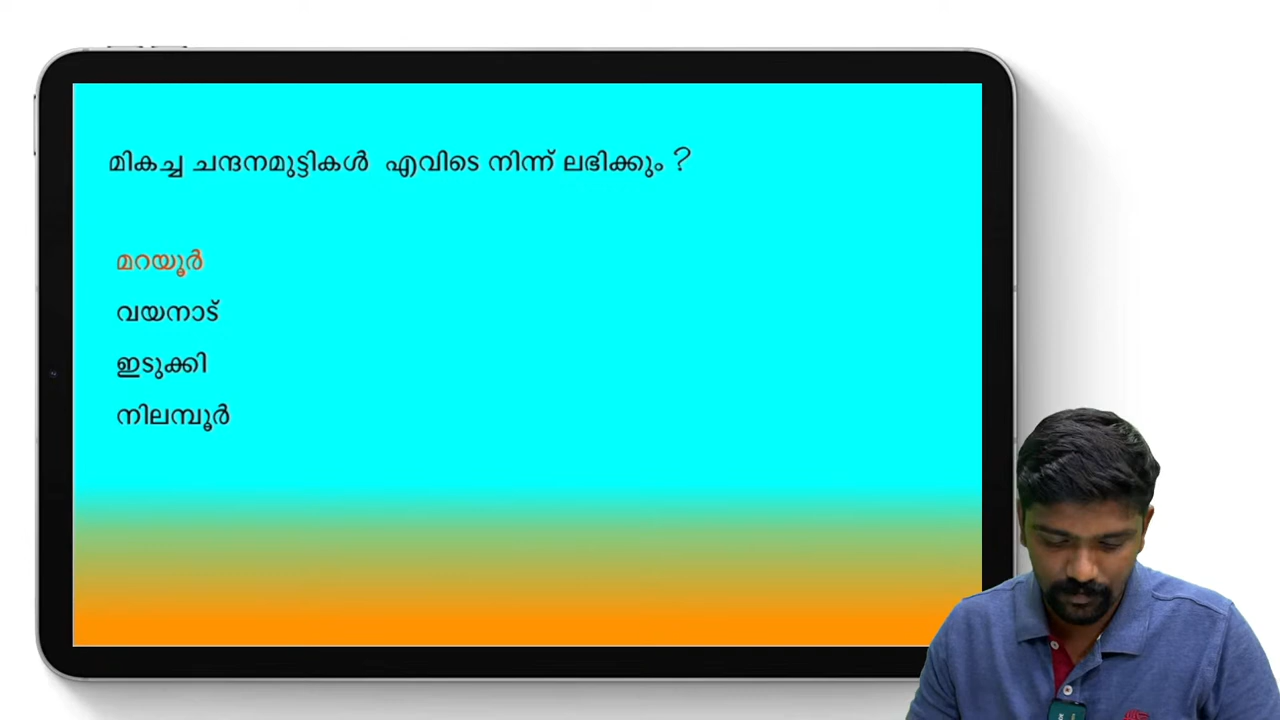 മികച്ച ചന്ദനമുട്ടികൾ എവിടെ നിന്ന് ലഭിക്കും ?
മറയൂർ
വയനാട്
ഇടുക്കി
നിലമ്പൂർ